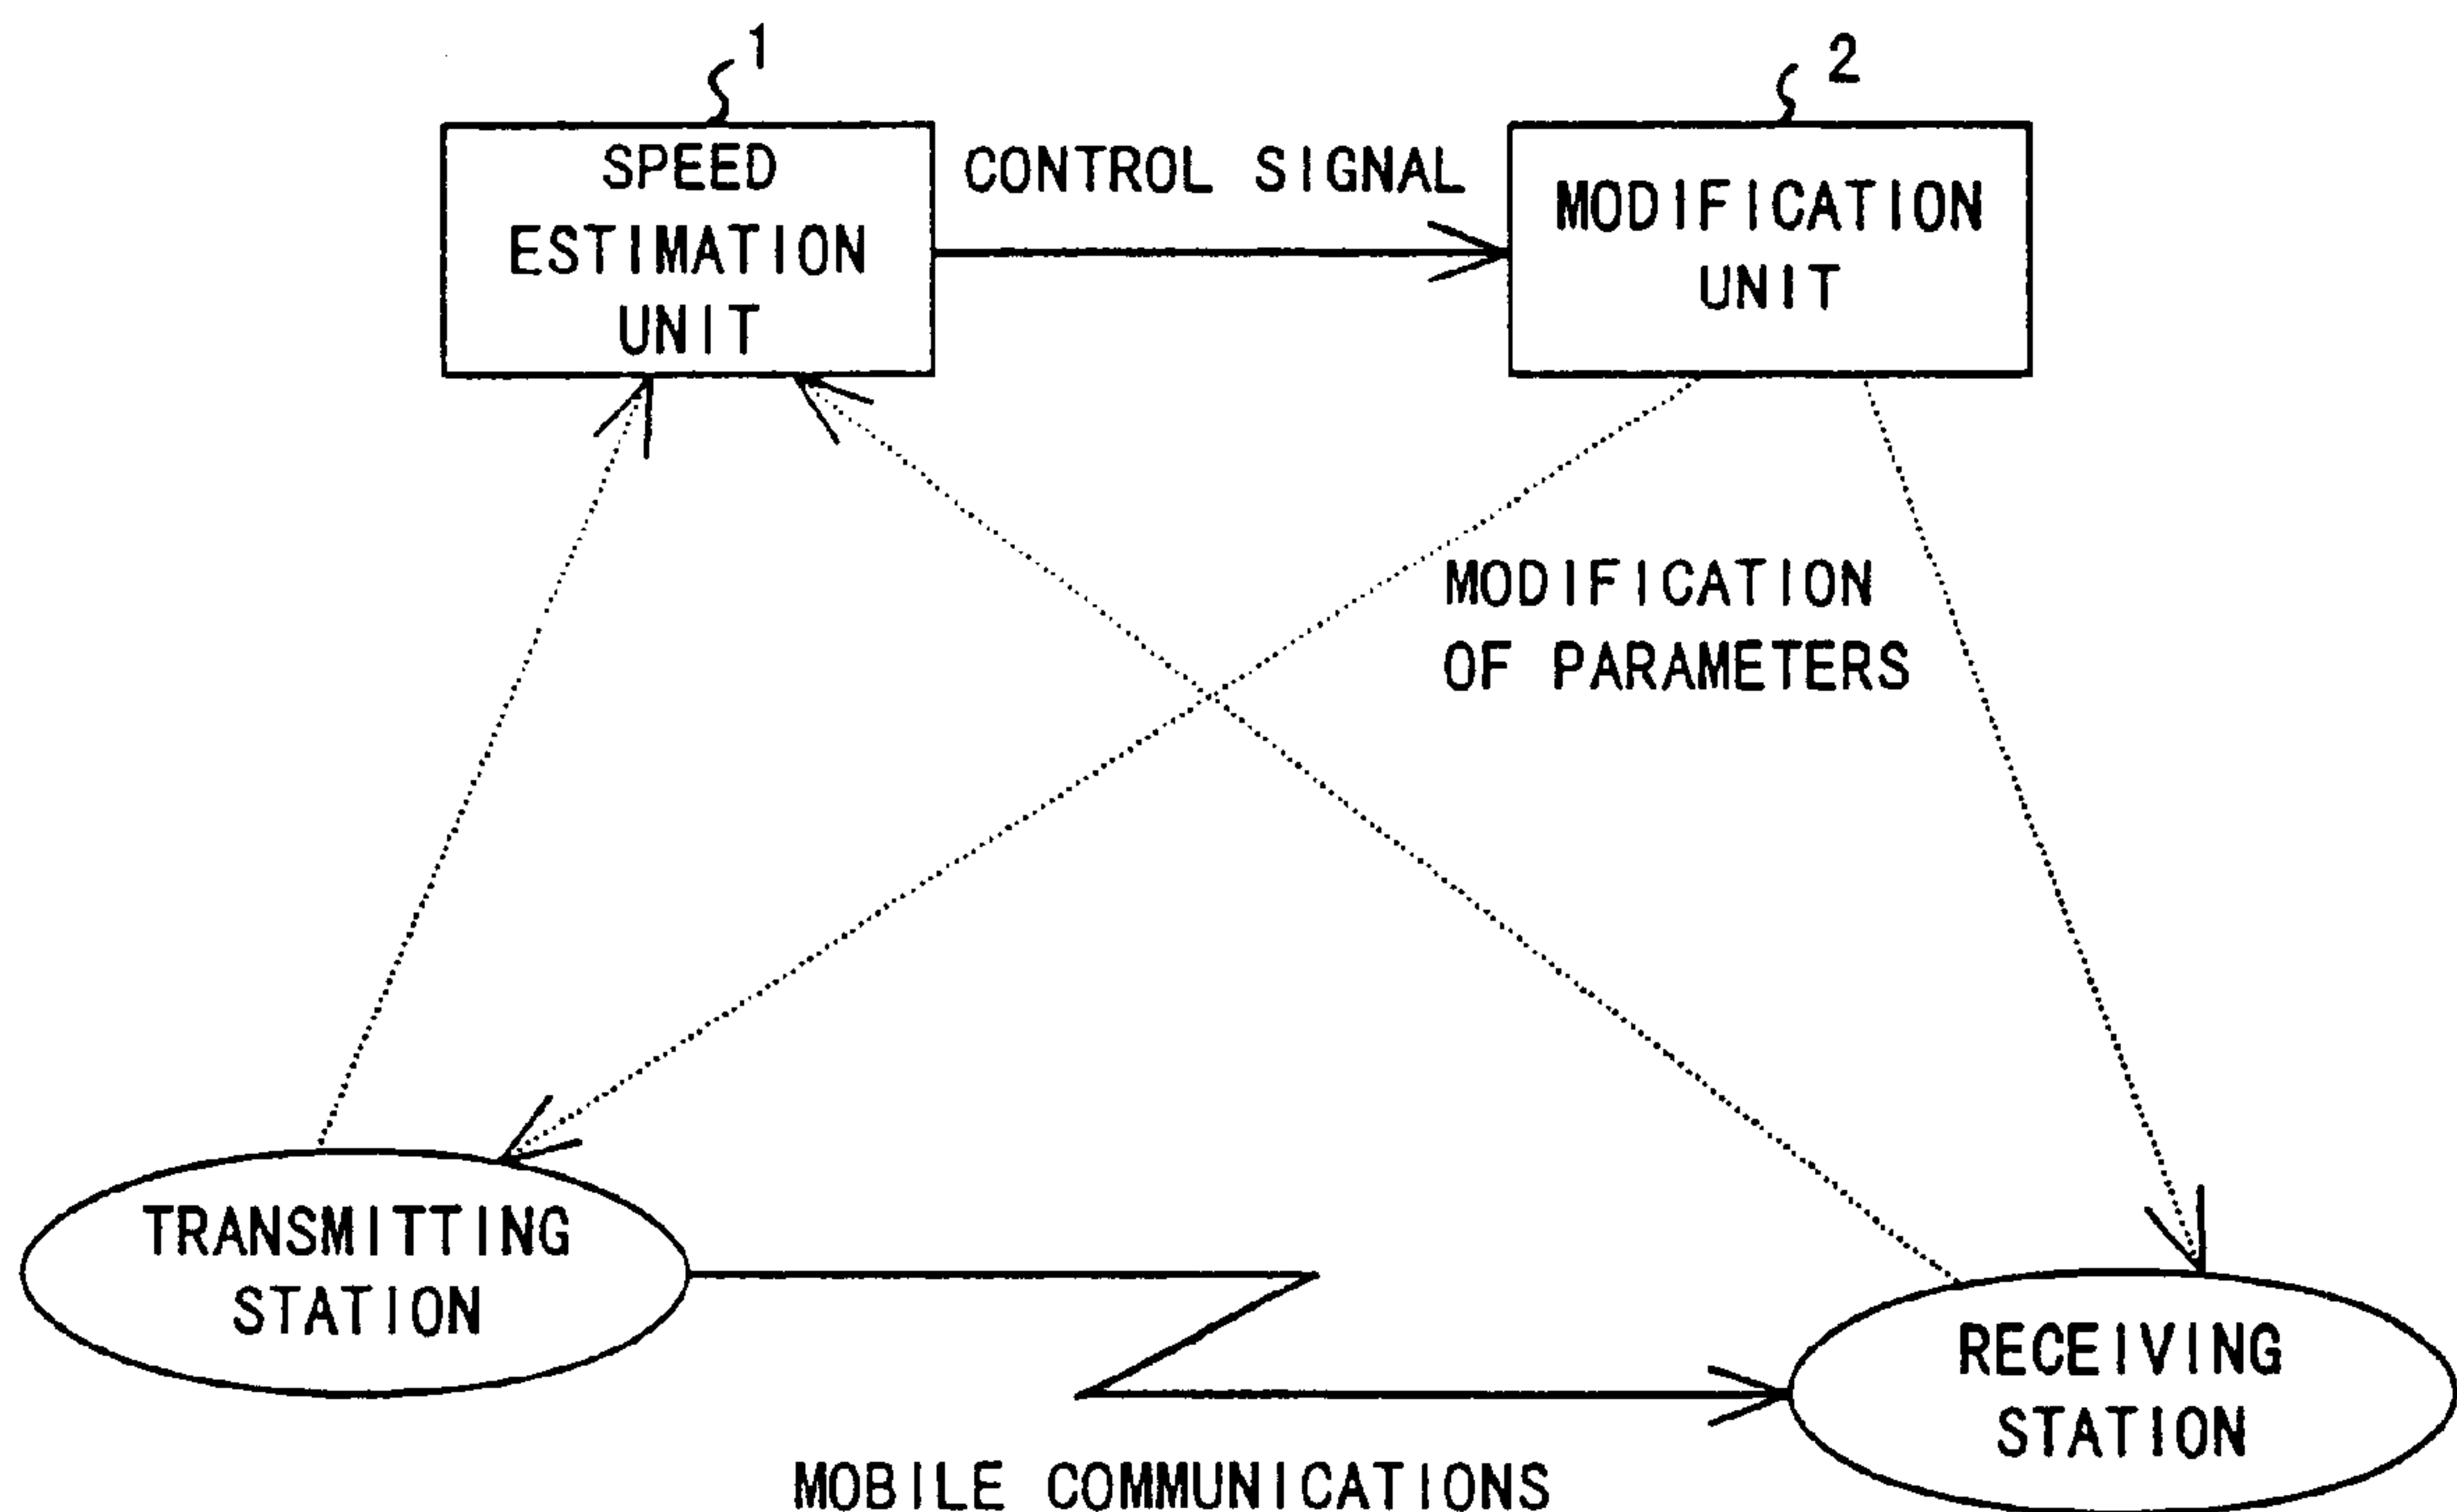 1
2
SPEED
ESTIMATION
UNIT
CONTROL SIGNAL
MODIFICATION
UNIT
MODIFICATION
OF PARAMETERS
TRANSMITTING
STATION
RECEIVING
STATION
MOBILE COMMUNICATIONS